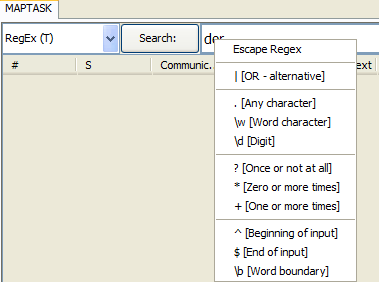 MAPTASK
RegEx (T) Search: dor
# S Communic. ext
Escape Regex
| [OR - alternative]
. [Any character]
\w [Word character]
\d [Digit]
? [Once or not at all]
* [Zero or more times]
+ [One or more times]
^ [Beginning of input]
$ [End of input]
\b [Word boundary]